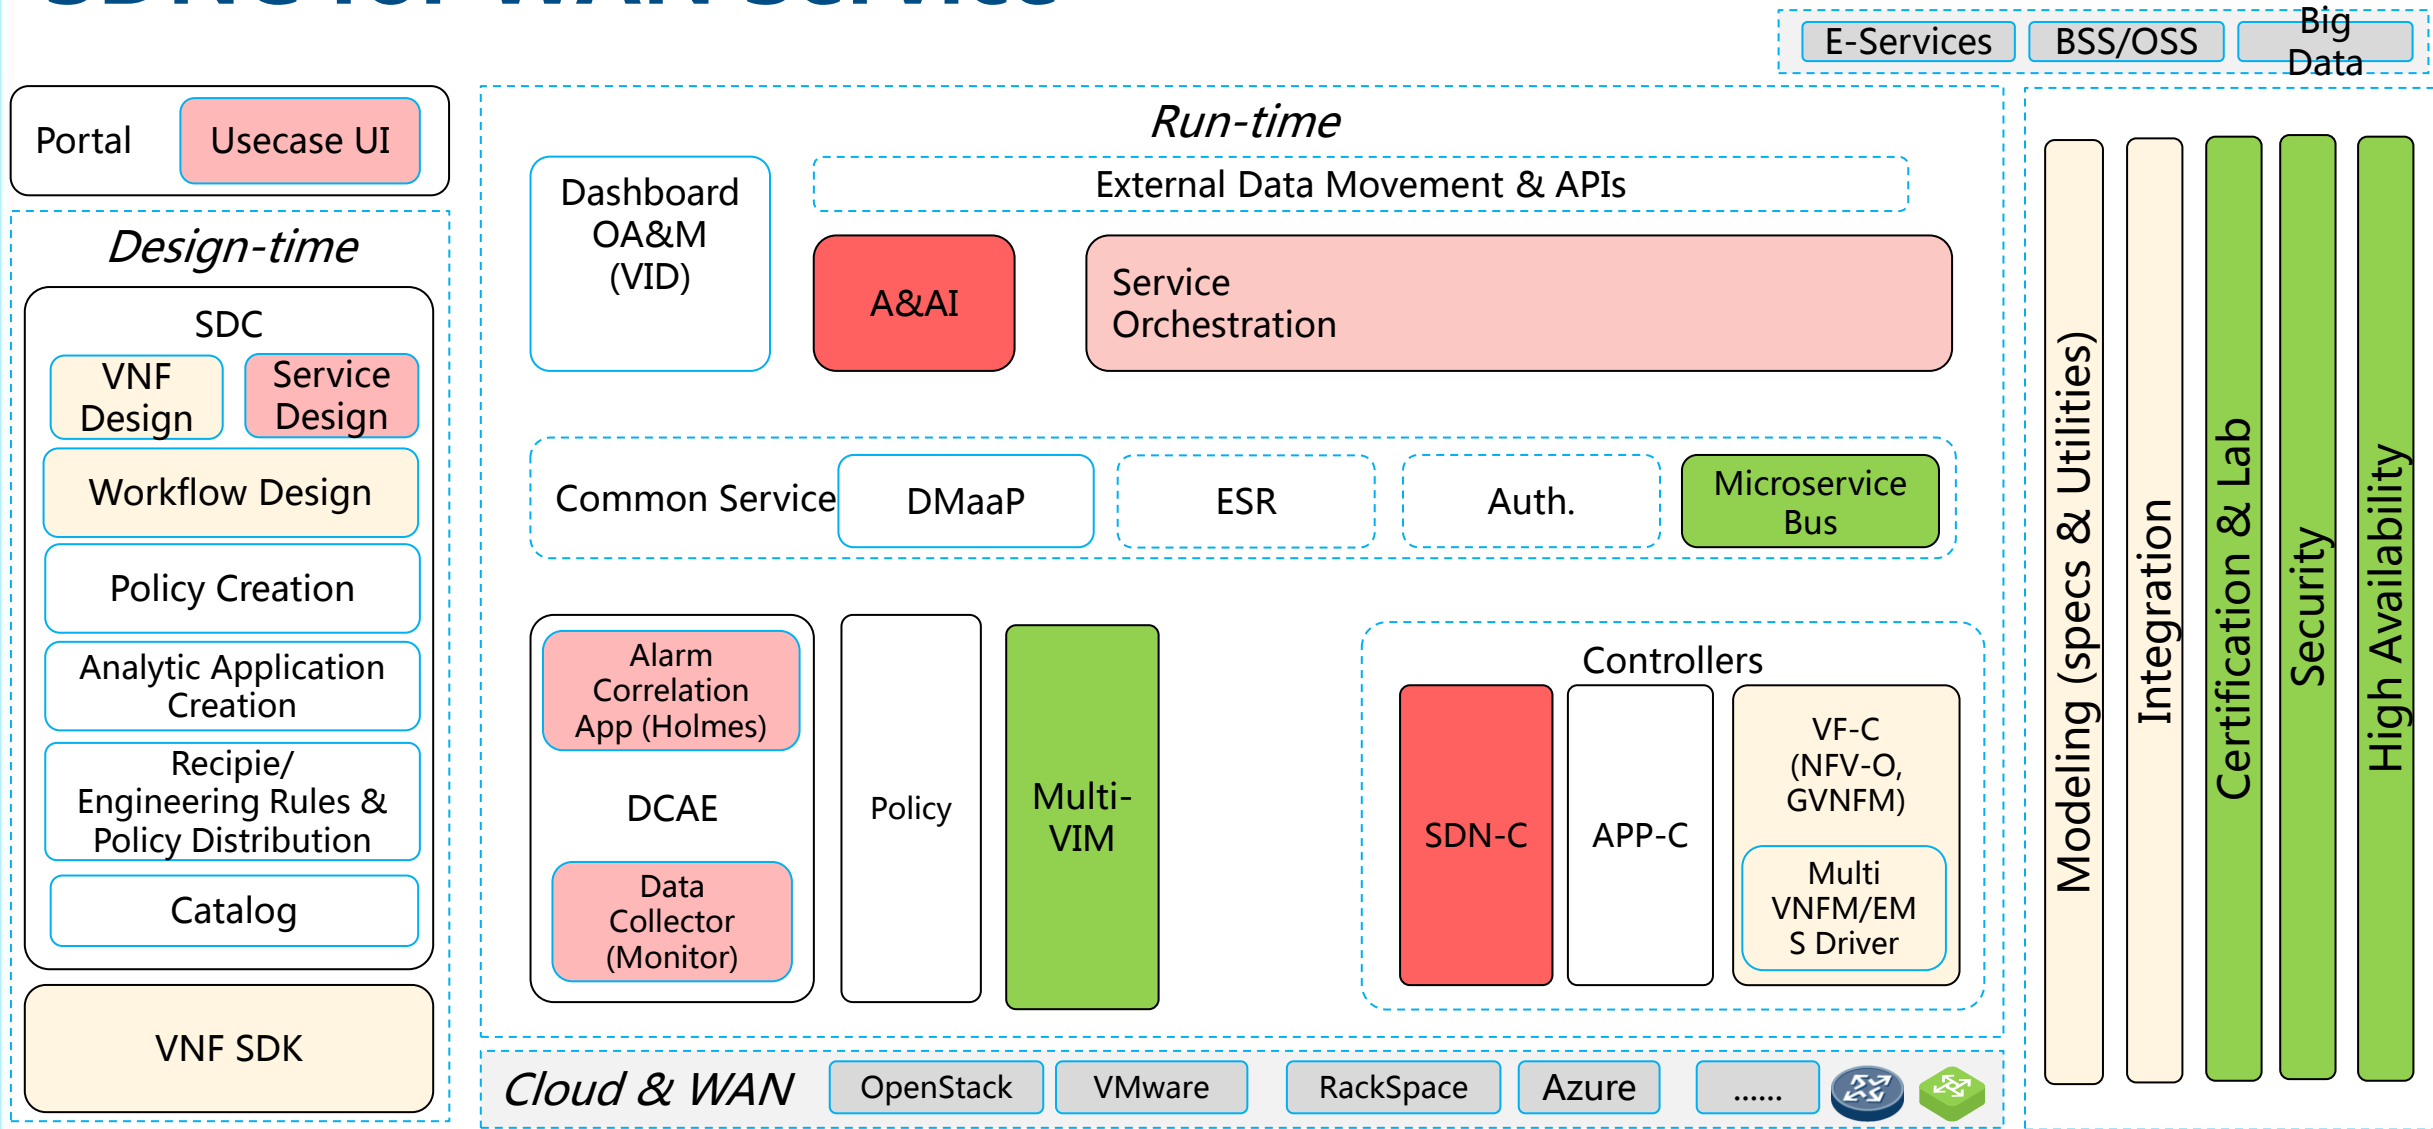 SDNC for WAN Service
E-Services
BSS/OSS
Big
Data
Portal
Usecase UI
Design-time
SDC
VNF
Design
Service
Design
Workflow Design
Policy Creation
Analytic Application
Creation
Recipie/
Engineering Rules &
Policy Distribution
Catalog
VNF SDK
Run-time
Dashboard
OA&M
(VID)
External Data Movement & APIs
A&AI
Service
Orchestration
Common Service
DMaaP
ESR
Auth.
Microservice
Bus
Alarm
Correlation
App (Holmes)
DCAE
Data
Collector
(Monitor)
Policy
Multi-
VIM
Controllers
SDN-C
APP-C
VF-C
(NFV-O,
GVNFM)
Multi
VNFM/EM
S Driver
Cloud & WAN
OpenStack
VMware
RackSpace
Azure
......
Modeling (specs & Utilities)
Integration
Certification & Lab
Security
High Availability